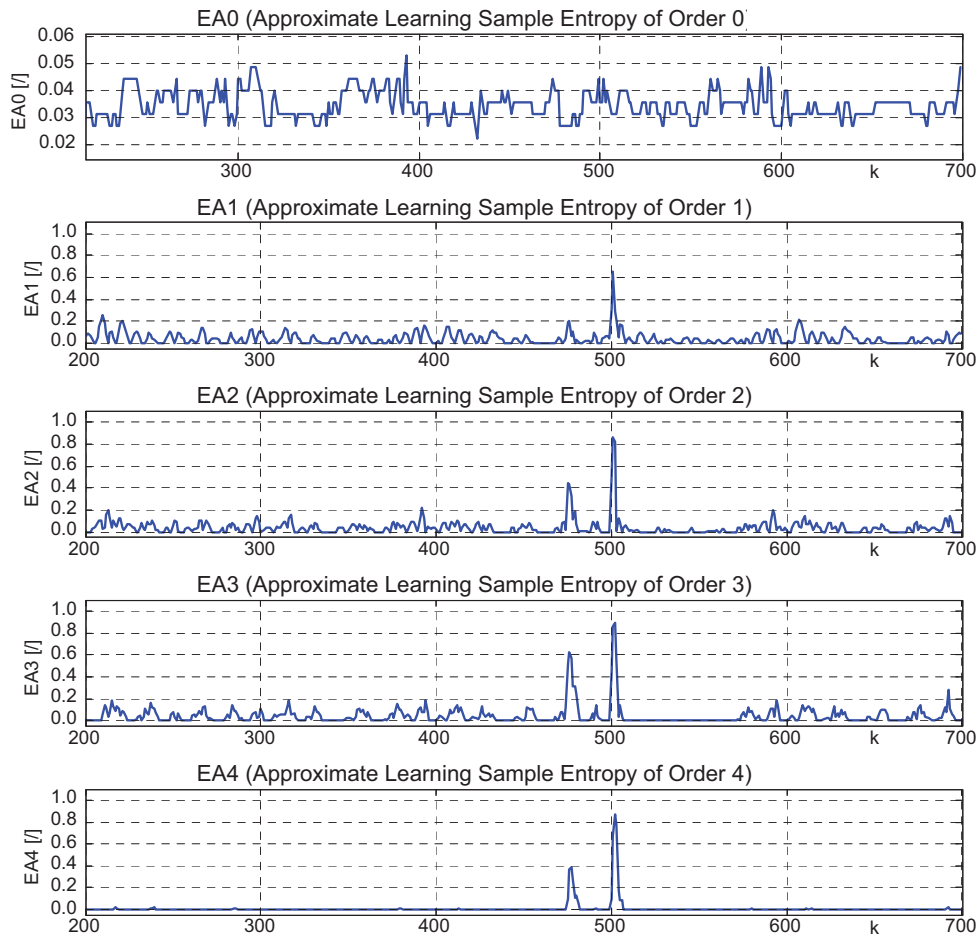 EA0 (Approximate Learning Sample Entropy of Order 0)
0.06
0.05
0.04
0.03
0.02
EA0 [/]
300 400 500 600 k 700
EA1 (Approximate Learning Sample Entropy of Order 1)
1.0
0.8
0.6
0.4
0.2
0.0
EA1 [/]
200 300 400 500 600 k 700
EA2 (Approximate Learning Sample Entropy of Order 2)
1.0
0.8
0.6
0.4
0.2
0.0
EA2 [/]
200 300 400 500 600 k 700
EA3 (Approximate Learning Sample Entropy of Order 3)
1.0
0.8
0.6
0.4
0.2
0.0
EA3 [/]
200 300 400 500 600 k 700
EA4 (Approximate Learning Sample Entropy of Order 4)
1.0
0.8
0.6
0.4
0.2
0.0
EA4 [/]
200 300 400 500 600 k 700